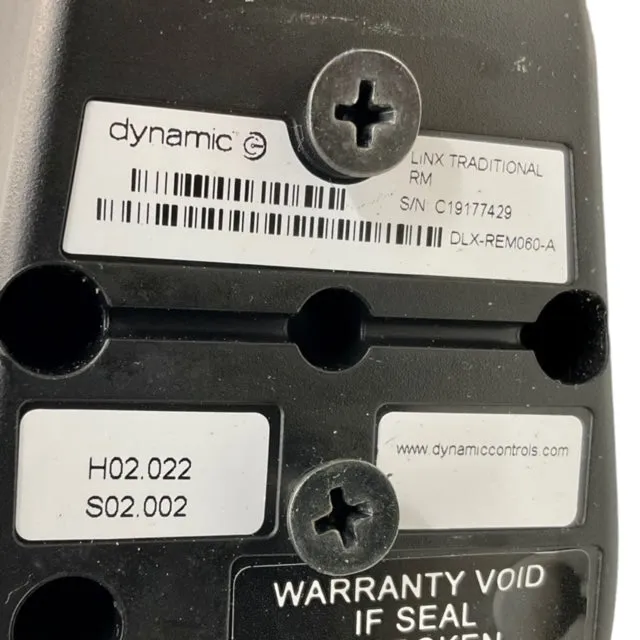 dynamic
LiNX TRADITIONAL
RM
S/N C19177429
DLX-REM060-A
H02.022
S02.002
www.dynamiccontrols.com
WARRANTY VOID
IF SEAL